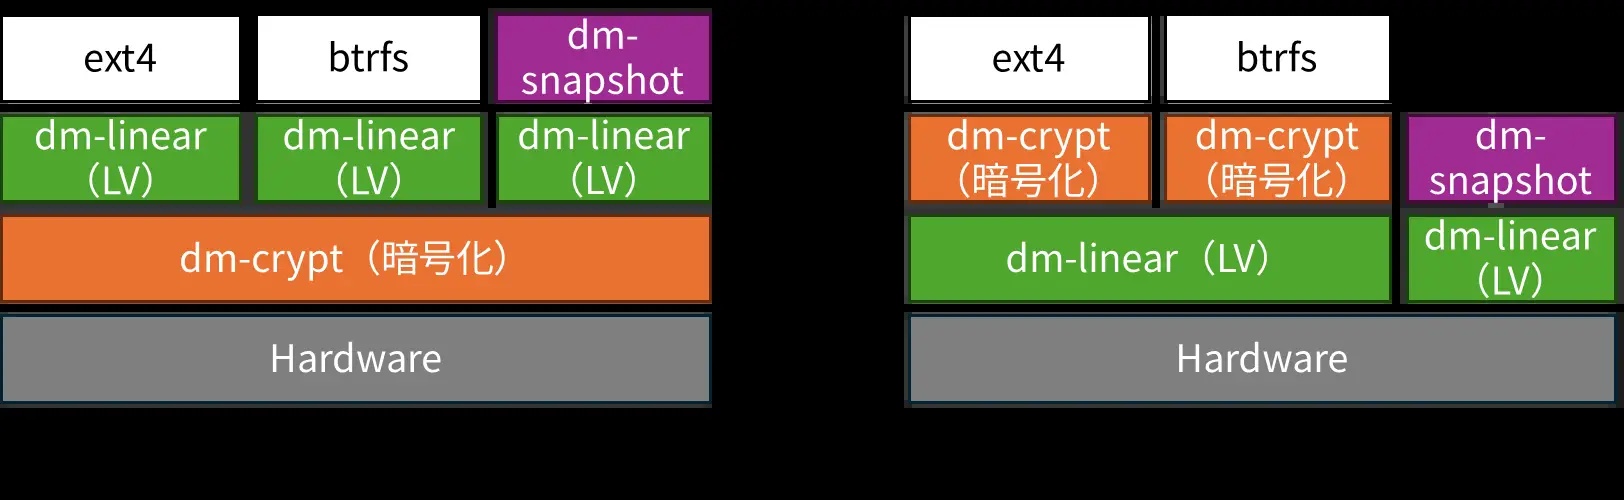 ext4
btrfs
dm-
snapshot
dm-linear
（LV）
dm-linear
（LV）
dm-linear
（LV）
dm-crypt（暗号化）
Hardware
ext4
btrfs
dm-crypt
（暗号化）
dm-crypt
（暗号化）
dm-
snapshot
dm-linear（LV）
dm-linear
（LV）
Hardware